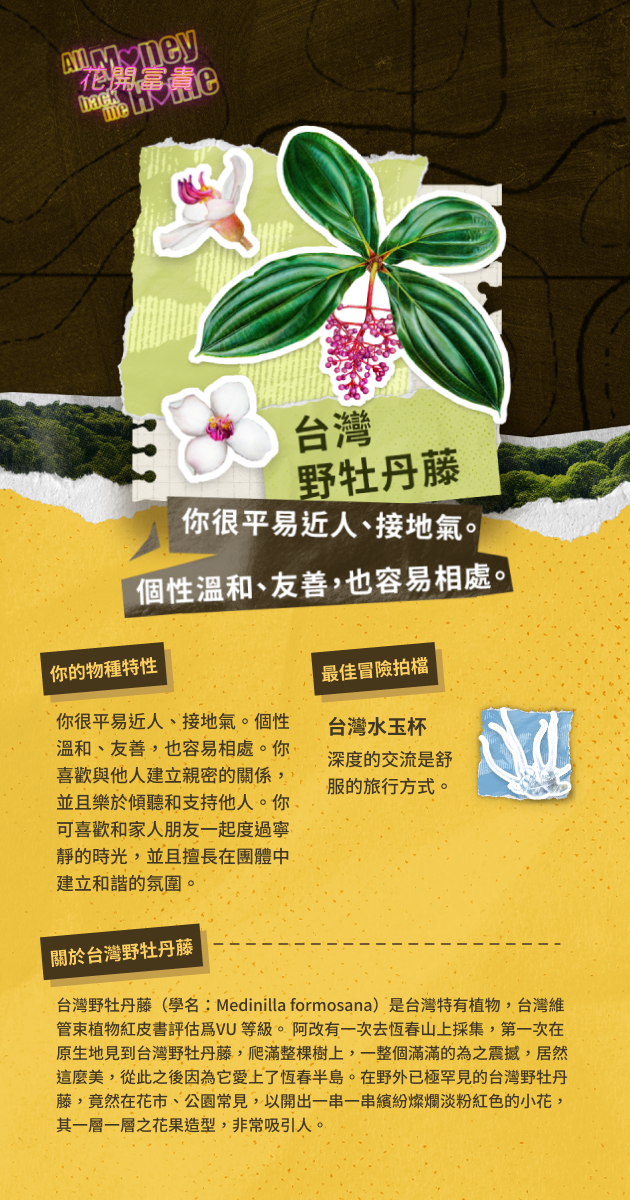 All Money
花開富貴
back Home
me
台灣
野牡丹藤
你很平易近人、接地氣。
個性溫和、友善，也容易相處。
你的物種特性
你很平易近人、接地氣。個性
溫和、友善，也容易相處。你
喜歡與他人建立親密的關係，
並且樂於傾聽和支持他人。你
可喜歡和家人朋友一起度過寧
靜的時光，並且擅長在團體中
建立和諧的氛圍。
最佳冒險拍檔
台灣水玉杯
深度的交流是舒
服的旅行方式。
關於台灣野牡丹藤
台灣野牡丹藤（學名：Medinilla formosana）是台灣特有植物，台灣維
管束植物紅皮書評估爲VU 等級。 阿改有一次去恆春山上採集，第一次在
原生地見到台灣野牡丹藤，爬滿整棵樹上，一整個滿滿的為之震撼，居然
這麼美，從此之後因為它愛上了恆春半島。在野外已極罕見的台灣野牡丹
藤，竟然在花市、公園常見，以開出一串一串繽紛燦爛淡粉紅色的小花，
其一層一層之花果造型，非常吸引人。